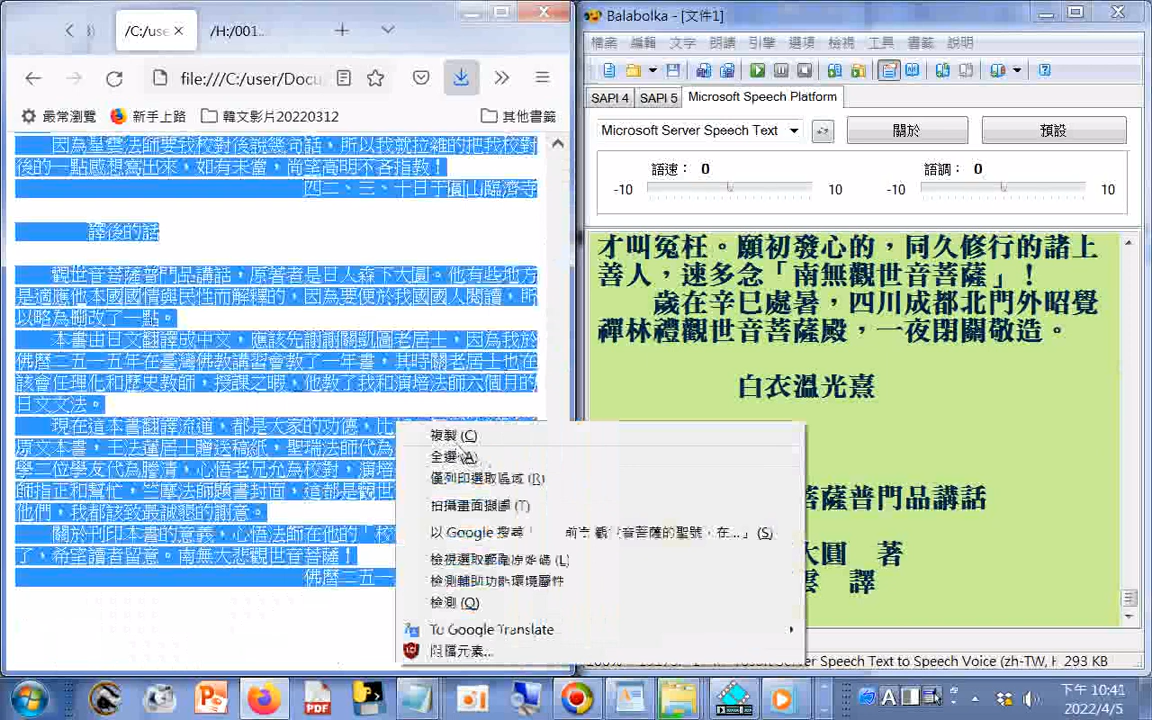 /C:/use
/H:/001..
file:///C:/user/Docu
最常瀏覽
新手上路
韓文影片20220312
其他書籤
因為星雲法師要我校對後說幾句話，所以我就拉雜的把我校對
後的一點感想寫出來，如有未當，尚望高明不吝指教！
四二、三、十日于圓山臨濟寺
譯後的話
觀世音菩薩普門品講話，原著者是日人森下大圓。他有些地方
是適應他本國國情與民性而解釋的，因為要便於我國國人閱讀，所
以略為刪改了一點。
本書由日文翻譯成中文，應該先謝謝關凱圖老居士，因為我於
佛曆二五一五年在臺灣佛教講習會教了一年書，其時關老居士也在
該會任理化和歷史教師，授課之暇，他教了我和演培法師六個月的
日文文法。
現在這本書翻譯流通，都是大家的功德，比
原文本書，王法蓮居士贈送稿紙，聖瑞法師代為
學二位學友代為謄清，心悟老兄允為校對，演培
師指正和幫忙，竺摩法師題書封面，這都是觀世
他們，我都該致最誠懇的謝意。
關於刊印本書的意義，心悟法師在他的「校
了，希望讀者留意。南無大悲觀世音菩薩！
佛曆二五一
複製 (C)
全選 (A)
僅列印選取區域 (R)
拍攝畫面擷圖 (T)
以 Google 搜尋「 前言 觀世音菩薩的聖號，在...」 (S)
檢視選取範圍原始碼 (L)
檢測輔助功能環境屬性
檢測 (Q)
To Google Translate
阻擋元素...
Balabolka - [文件1]
檔案 編輯 文字 朗讀 引擎 選項 檢視 工具 書籤 說明
SAPI 4 SAPI 5 Microsoft Speech Platform
Microsoft Server Speech Text 關於 預設
語速： 0 語調： 0
-10 10 -10 10
才叫冤枉。願初發心的，同久修行的諸上
善人，速多念「南無觀世音菩薩」！
歲在辛巳處暑，四川成都北門外昭覺
禪林禮觀世音菩薩殿，一夜閉關敬造。
白衣溫光熹
菩薩普門品講話
大圓 著
雲 譯
Speech Text to Speech Voice (zh-TW, H 293 KB
下午 10:41
2022/4/5